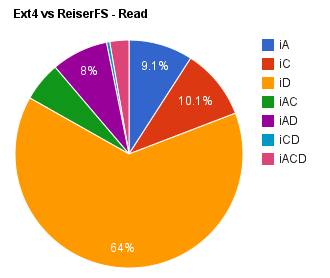 Ext4 vs ReiserFS - Read
iA
iC
iD
iAC
iAD
iCD
iACD
9.1%
10.1%
64%
8%